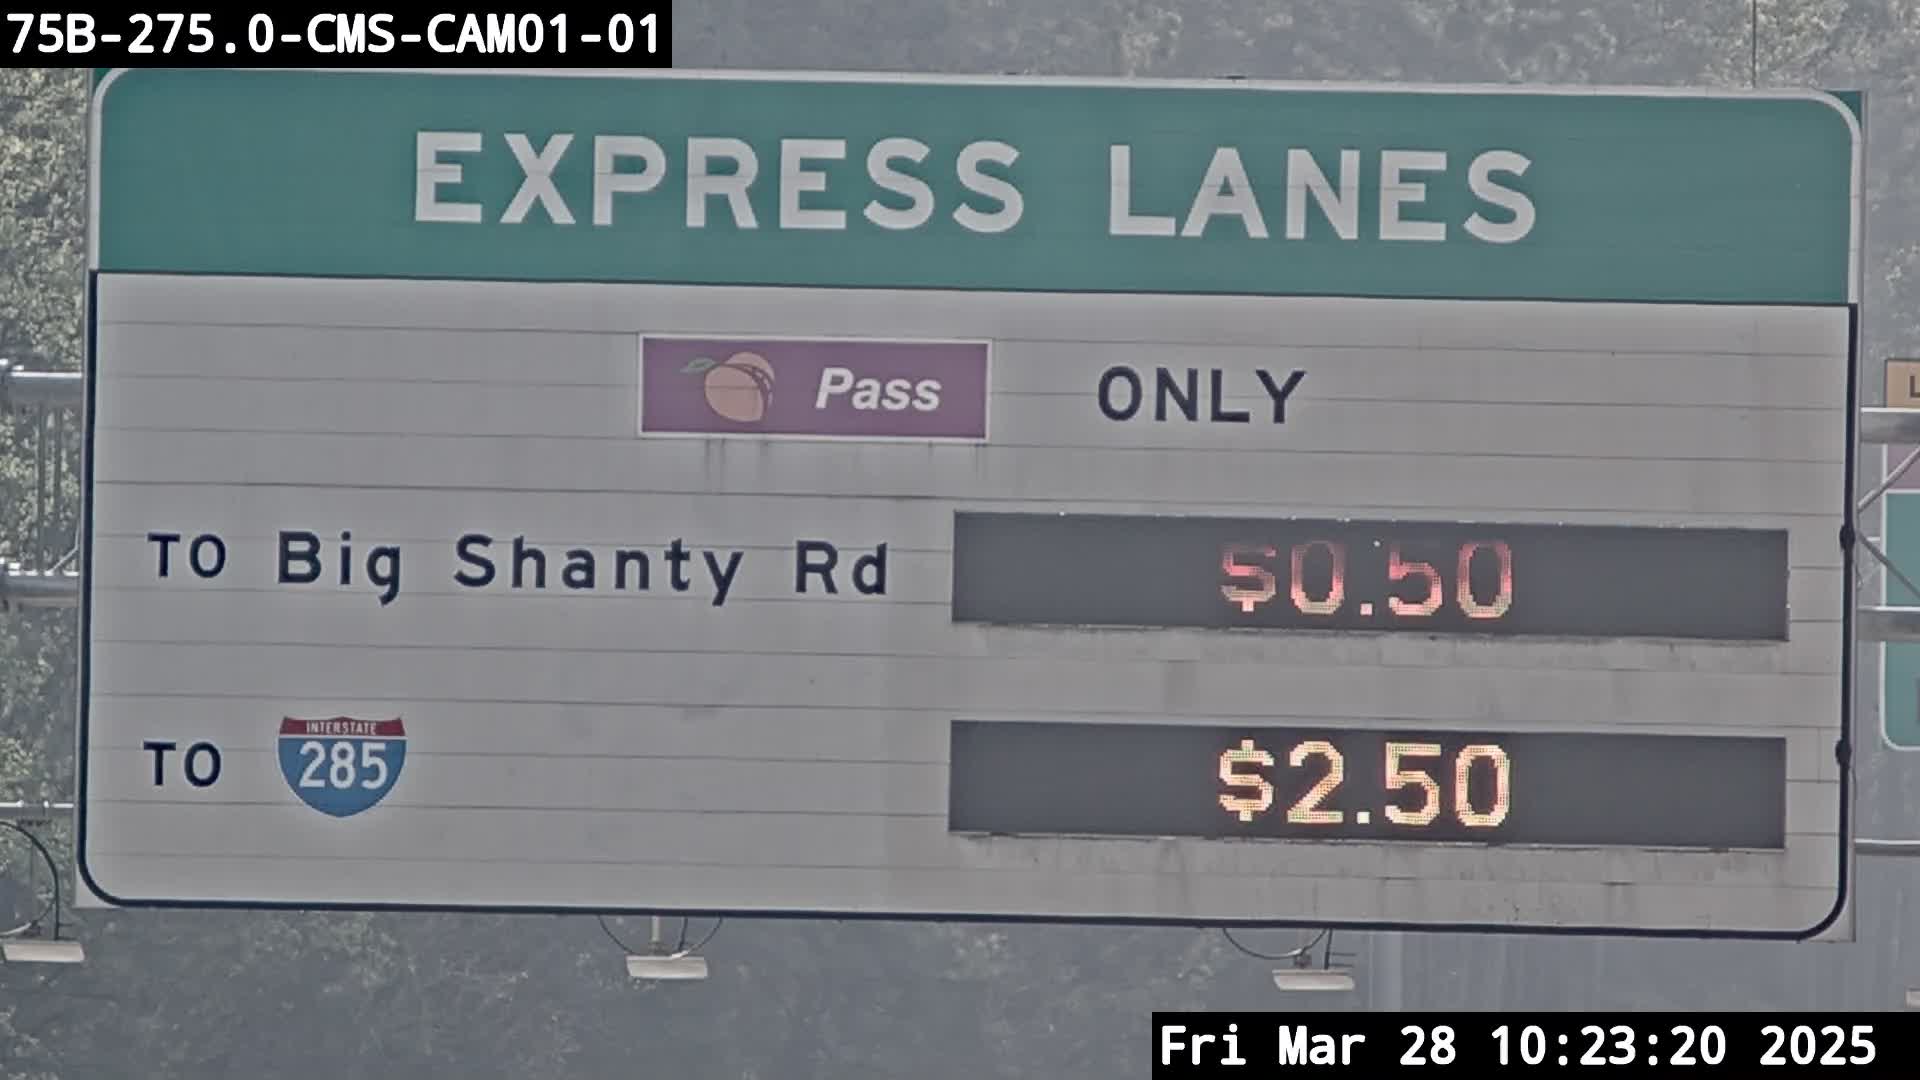 75B-275.0-CMS-CAM01-01
EXPRESS LANES
Pass ONLY
TO Big Shanty Rd $0.50
TO INTERSTATE 285 $2.50
Fri Mar 28 10:23:20 2025